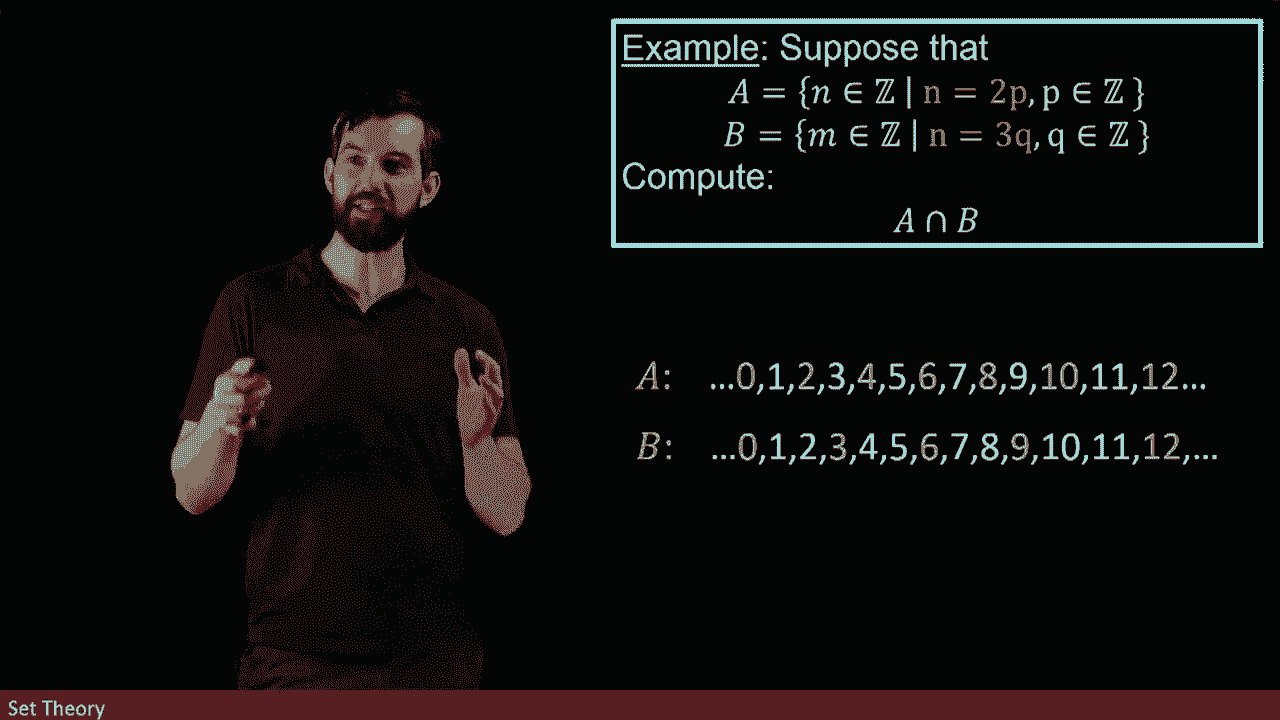 Example: Suppose that
A = {n ∈ ℤ | n = 2p, p ∈ ℤ }
B = {m ∈ ℤ | n = 3q, q ∈ ℤ }
Compute:
A ∩ B
A: ...0,1,2,3,4,5,6,7,8,9,10,11,12...
B: ...0,1,2,3,4,5,6,7,8,9,10,11,12,...
Set Theory